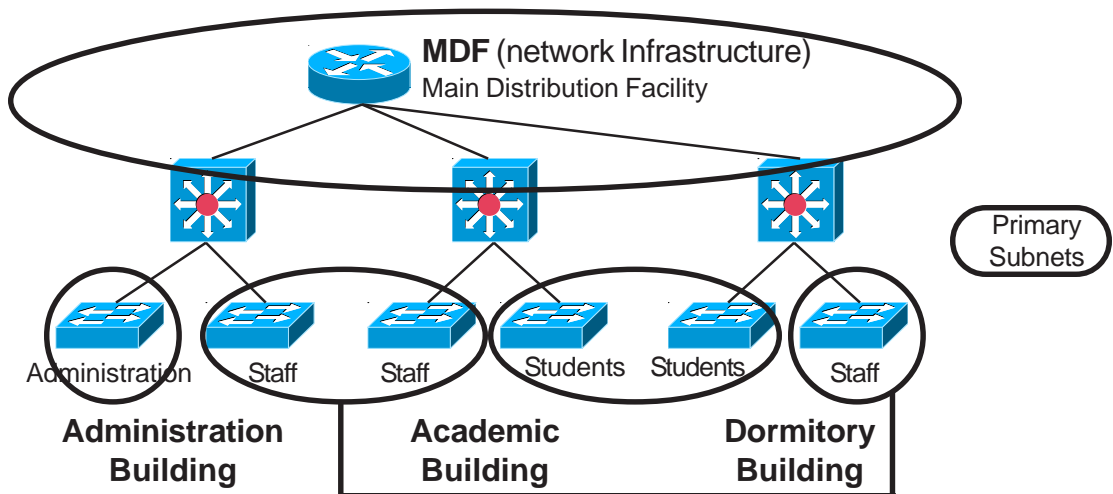 MDF (network Infrastructure)
Main Distribution Facility
Primary
Subnets
Administration
Staff
Staff
Students
Students
Staff
Administration
Building
Academic
Building
Dormitory
Building